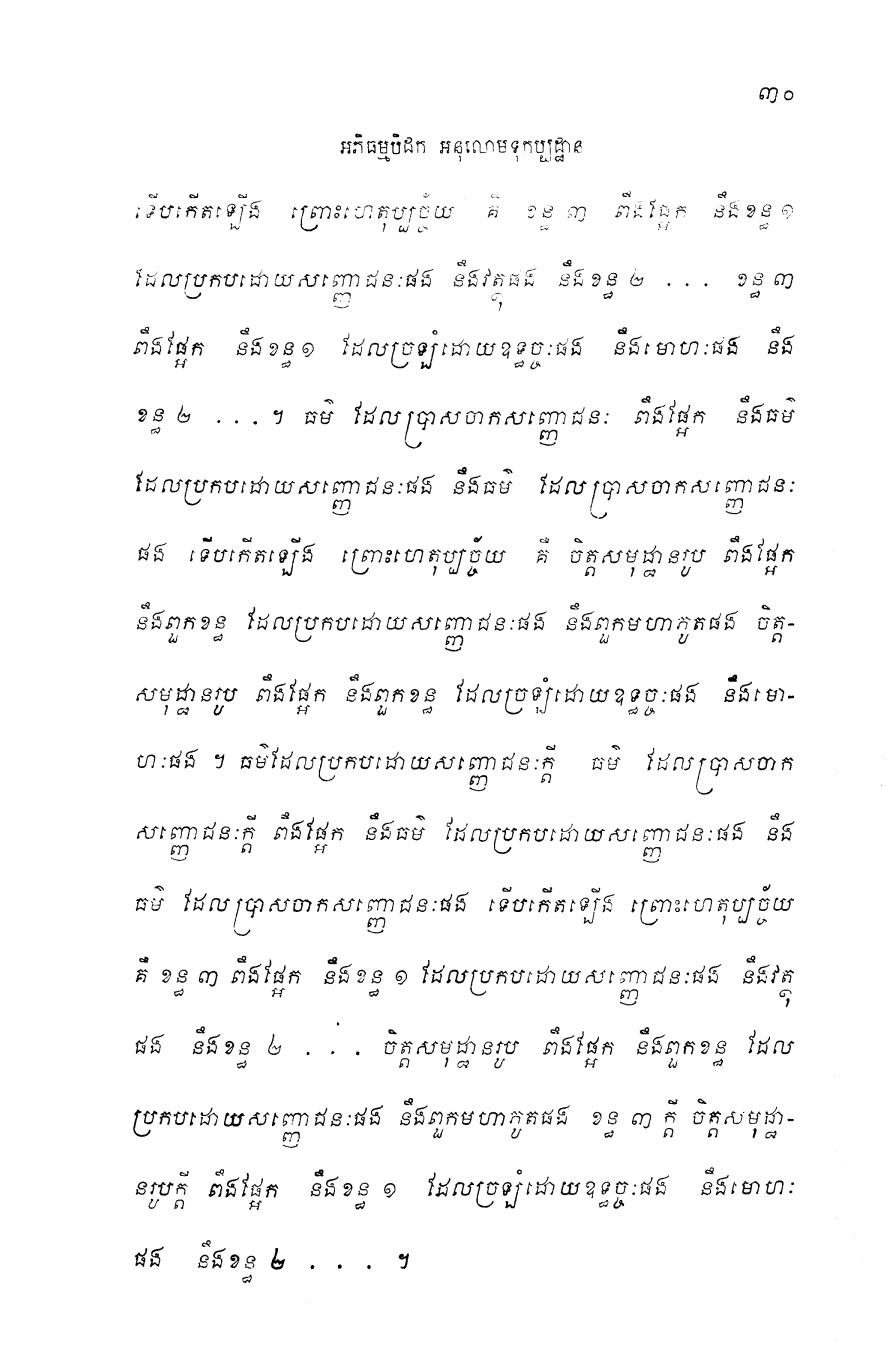 ៣០
អភិធម្មបិដក អនុលោមទុកប្បដ្ឋាន
ទើបកើតឡើង ព្រោះហេតុប្បច្ច័យ គឺ ខន្ធ ៣ ពឹងផ្អែក នឹងខន្ធ ១
ដែលប្រកបដោយសញ្ញោជនៈផង នឹងវត្ថុផង នឹងខន្ធ ២ . . . ខន្ធ ៣
ពឹងផ្អែក នឹងខន្ធ ១ ដែលច្រឡំដោយឧទ្ធច្ចៈផង នឹងមោហៈផង នឹង
ខន្ធ ២ . . . ។ ធម៌ ដែលប្រាសចាកសញ្ញោជនៈ ពឹងផ្អែក នឹងធម៌
ដែលប្រកបដោយសញ្ញោជនៈផង នឹងធម៌ ដែលប្រាសចាកសញ្ញោជនៈ
ផង ទើបកើតឡើង ព្រោះហេតុប្បច្ច័យ គឺ ចិត្តសមុដ្ឋានរូប ពឹងផ្អែក
នឹងពួកខន្ធ ដែលប្រកបដោយសញ្ញោជនៈផង នឹងពួកមហាភូតផង ចិត្ត-
សមុដ្ឋានរូប ពឹងផ្អែក នឹងពួកខន្ធ ដែលច្រឡំដោយឧទ្ធច្ចៈផង នឹងមោ-
ហៈផង ។ ធម៌ដែលប្រកបដោយសញ្ញោជនៈក្តី ធម៌ ដែលប្រាសចាក
សញ្ញោជនៈក្តី ពឹងផ្អែក នឹងធម៌ ដែលប្រកបដោយសញ្ញោជនៈផង នឹង
ធម៌ ដែលប្រាសចាកសញ្ញោជនៈផង ទើបកើតឡើង ព្រោះហេតុប្បច្ច័យ
គឺ ខន្ធ ៣ ពឹងផ្អែក នឹងខន្ធ ១ ដែលប្រកបដោយសញ្ញោជនៈផង នឹងវត្ថុ
ផង នឹងខន្ធ ២ . . . ចិត្តសមុដ្ឋានរូប ពឹងផ្អែក នឹងពួកខន្ធ ដែល
ប្រកបដោយសញ្ញោជនៈផង នឹងពួកមហាភូតផង ខន្ធ ៣ ក្តី ចិត្តសមុដ្ឋា-
នរូបក្តី ពឹងផ្អែក នឹងខន្ធ ១ ដែលច្រឡំដោយឧទ្ធច្ចៈផង នឹងមោហៈ
ផង នឹងខន្ធ ២ . . . ។